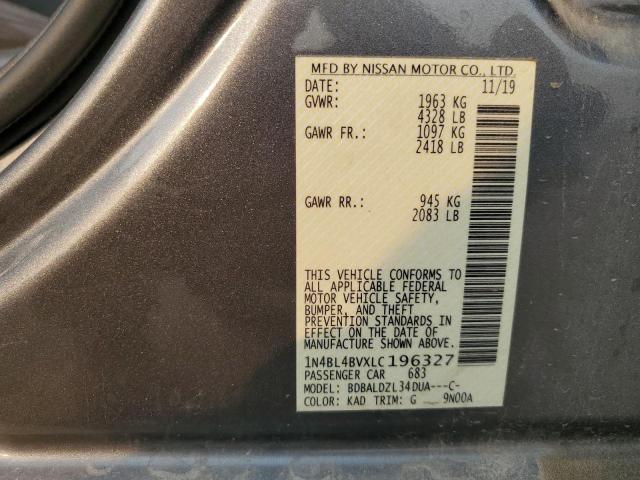 MFD BY NISSAN MOTOR CO., LTD
DATE: 11/19
GVWR: 1963 KG
4328 LB
GAWR FR.: 1097 KG
2418 LB
GAWR RR.: 945 KG
2083 LB
THIS VEHICLE CONFORMS TO
ALL APPLICABLE FEDERAL
MOTOR VEHICLE SAFETY,
BUMPER, AND THEFT
PREVENTION STANDARDS IN
EFFECT ON THE DATE OF
MANUFACTURE SHOWN ABOVE.
1N4BL4BVXLC196327
PASSENGER CAR 683
MODEL: BDBALDZL34DUA---C-
COLOR: KAD TRIM: G 9N00A